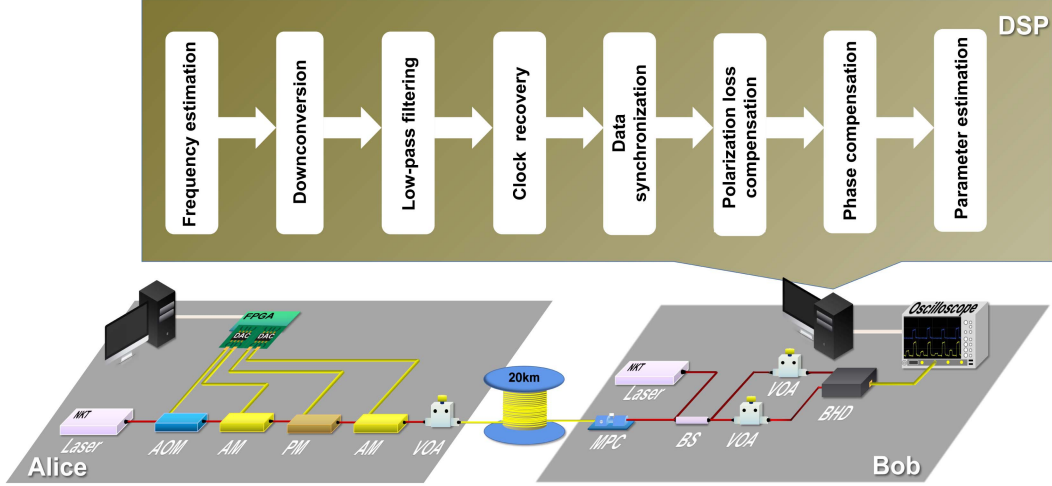 DSP
Frequency estimation
Downconversion
Low-pass filtering
Clock recovery
Data
synchronization
Polarization loss
compensation
Phase compensation
Parameter estimation
FPGA
DAC
DAC
NKT
Laser
AOM
AM
PM
AM
VOA
Alice
20km
NKT
Laser
MPC
BS
VOA
VOA
BHD
Oscilloscope
Bob